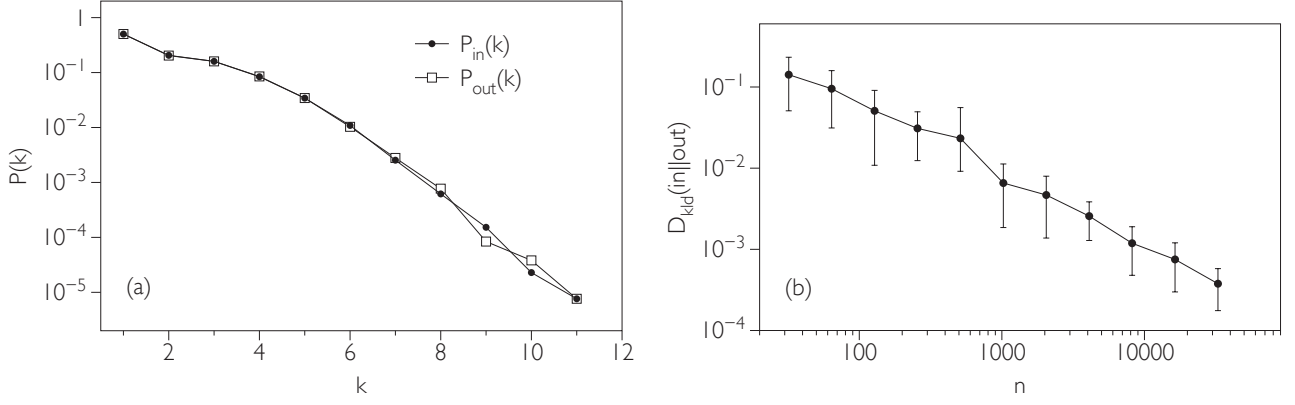 1
10⁻¹
10⁻²
10⁻³
10⁻⁴
10⁻⁵
P(k)
P_in(k)
P_out(k)
(a)
2 4 6 8 10 12
k
10⁻¹
10⁻²
10⁻³
10⁻⁴
D_kld(in||out)
(b)
100 1000 10000
n